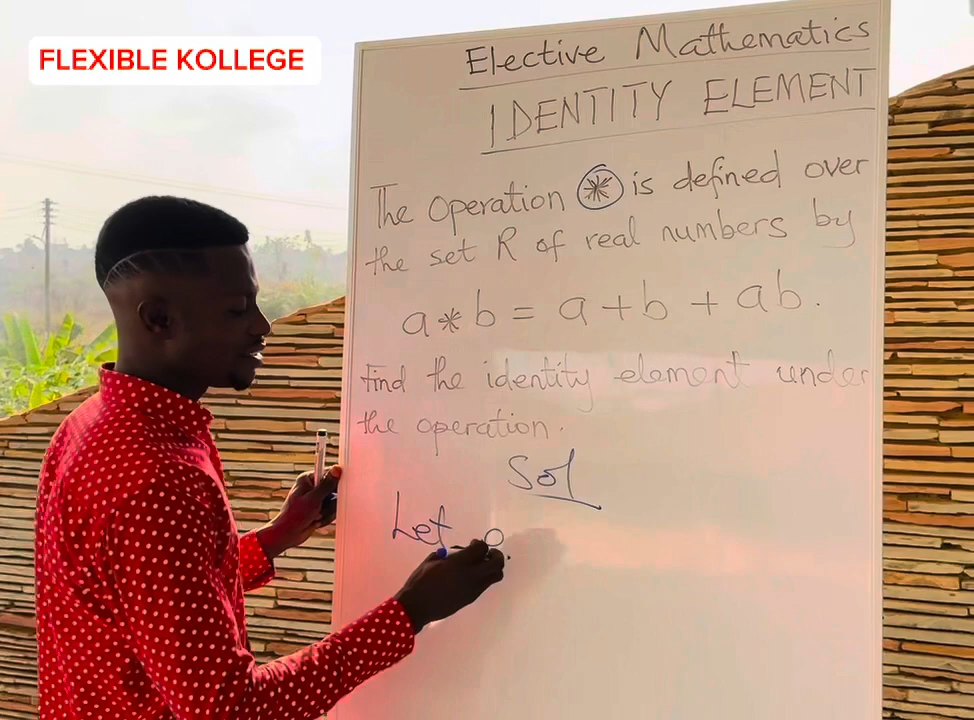 FLEXIBLE KOLLEGE
Elective Mathematics
IDENTITY ELEMENT
The operation * is defined over
the set R of real numbers by
a * b = a + b + ab.
find the identity element under
the operation.
Sol
Let e